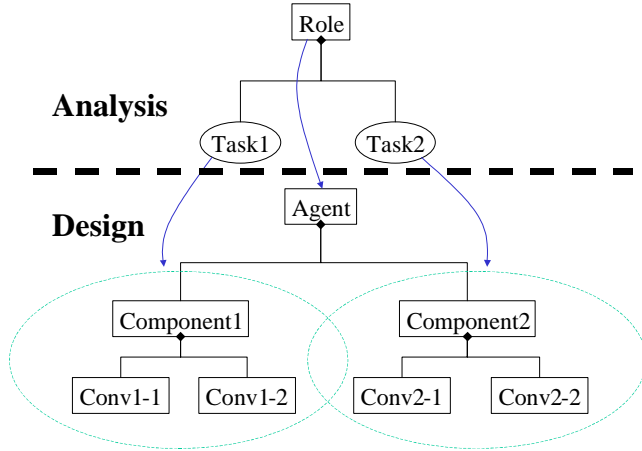 Role
Analysis
Task1
Task2
Agent
Design
Component1
Component2
Conv1-1
Conv1-2
Conv2-1
Conv2-2